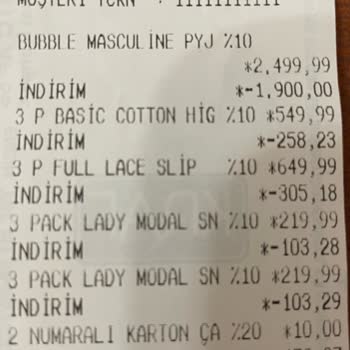 MÜŞTERİ TCKN : 11111111111
BUBBLE MASCULINE PYJ %10
*2,499,99
İNDİRİM *-1,900,00
3 P BASIC COTTON HIG %10 *549,99
İNDİRİM *-258,23
3 P FULL LACE SLIP %10 *649,99
İNDİRİM *-305,18
3 PACK LADY MODAL SN %10 *219,99
İNDİRİM *-103,28
3 PACK LADY MODAL SN %10 *219,99
İNDİRİM *-103,29
2 NUMARALI KARTON ÇA %20 *10,00